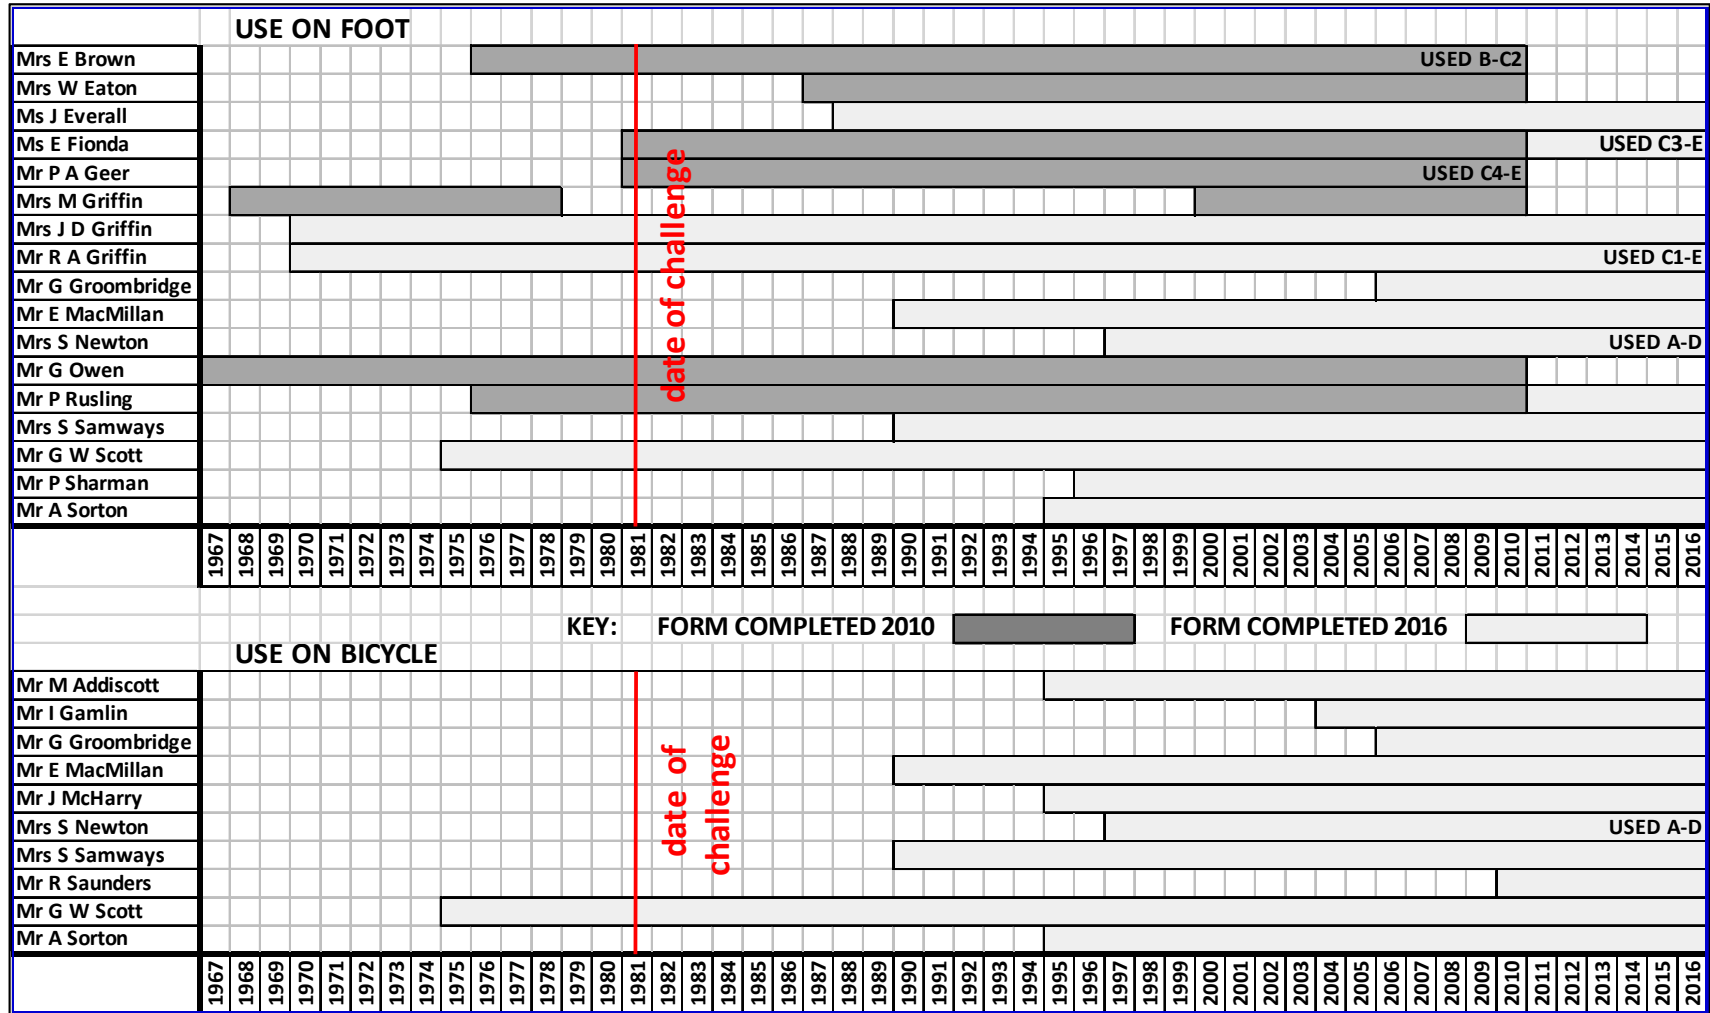 USE ON FOOT
Mrs E Brown USED B-C2
Mrs W Eaton
Ms J Everall
Ms E Fionda USED C3-E
Mr P A Geer USED C4-E
Mrs M Griffin
Mrs J D Griffin
Mr R A Griffin USED C1-E
Mr G Groombridge
Mr E MacMillan
Mrs S Newton USED A-D
Mr G Owen
Mr P Rusling
Mrs S Samways
Mr G W Scott
Mr P Sharman
Mr A Sorton
date of challenge
1967 1968 1969 1970 1971 1972 1973 1974 1975 1976 1977 1978 1979 1980 1981 1982 1983 1984 1985 1986 1987 1988 1989 1990 1991 1992 1993 1994 1995 1996 1997 1998 1999 2000 2001 2002 2003 2004 2005 2006 2007 2008 2009 2010 2011 2012 2013 2014 2015 2016
KEY: FORM COMPLETED 2010 FORM COMPLETED 2016
USE ON BICYCLE
Mr M Addiscott
Mr I Gamlin
Mr G Groombridge
Mr E MacMillan
Mr J McHarry
Mrs S Newton USED A-D
Mrs S Samways
Mr R Saunders
Mr G W Scott
Mr A Sorton
date of
challenge
1967 1968 1969 1970 1971 1972 1973 1974 1975 1976 1977 1978 1979 1980 1981 1982 1983 1984 1985 1986 1987 1988 1989 1990 1991 1992 1993 1994 1995 1996 1997 1998 1999 2000 2001 2002 2003 2004 2005 2006 2007 2008 2009 2010 2011 2012 2013 2014 2015 2016